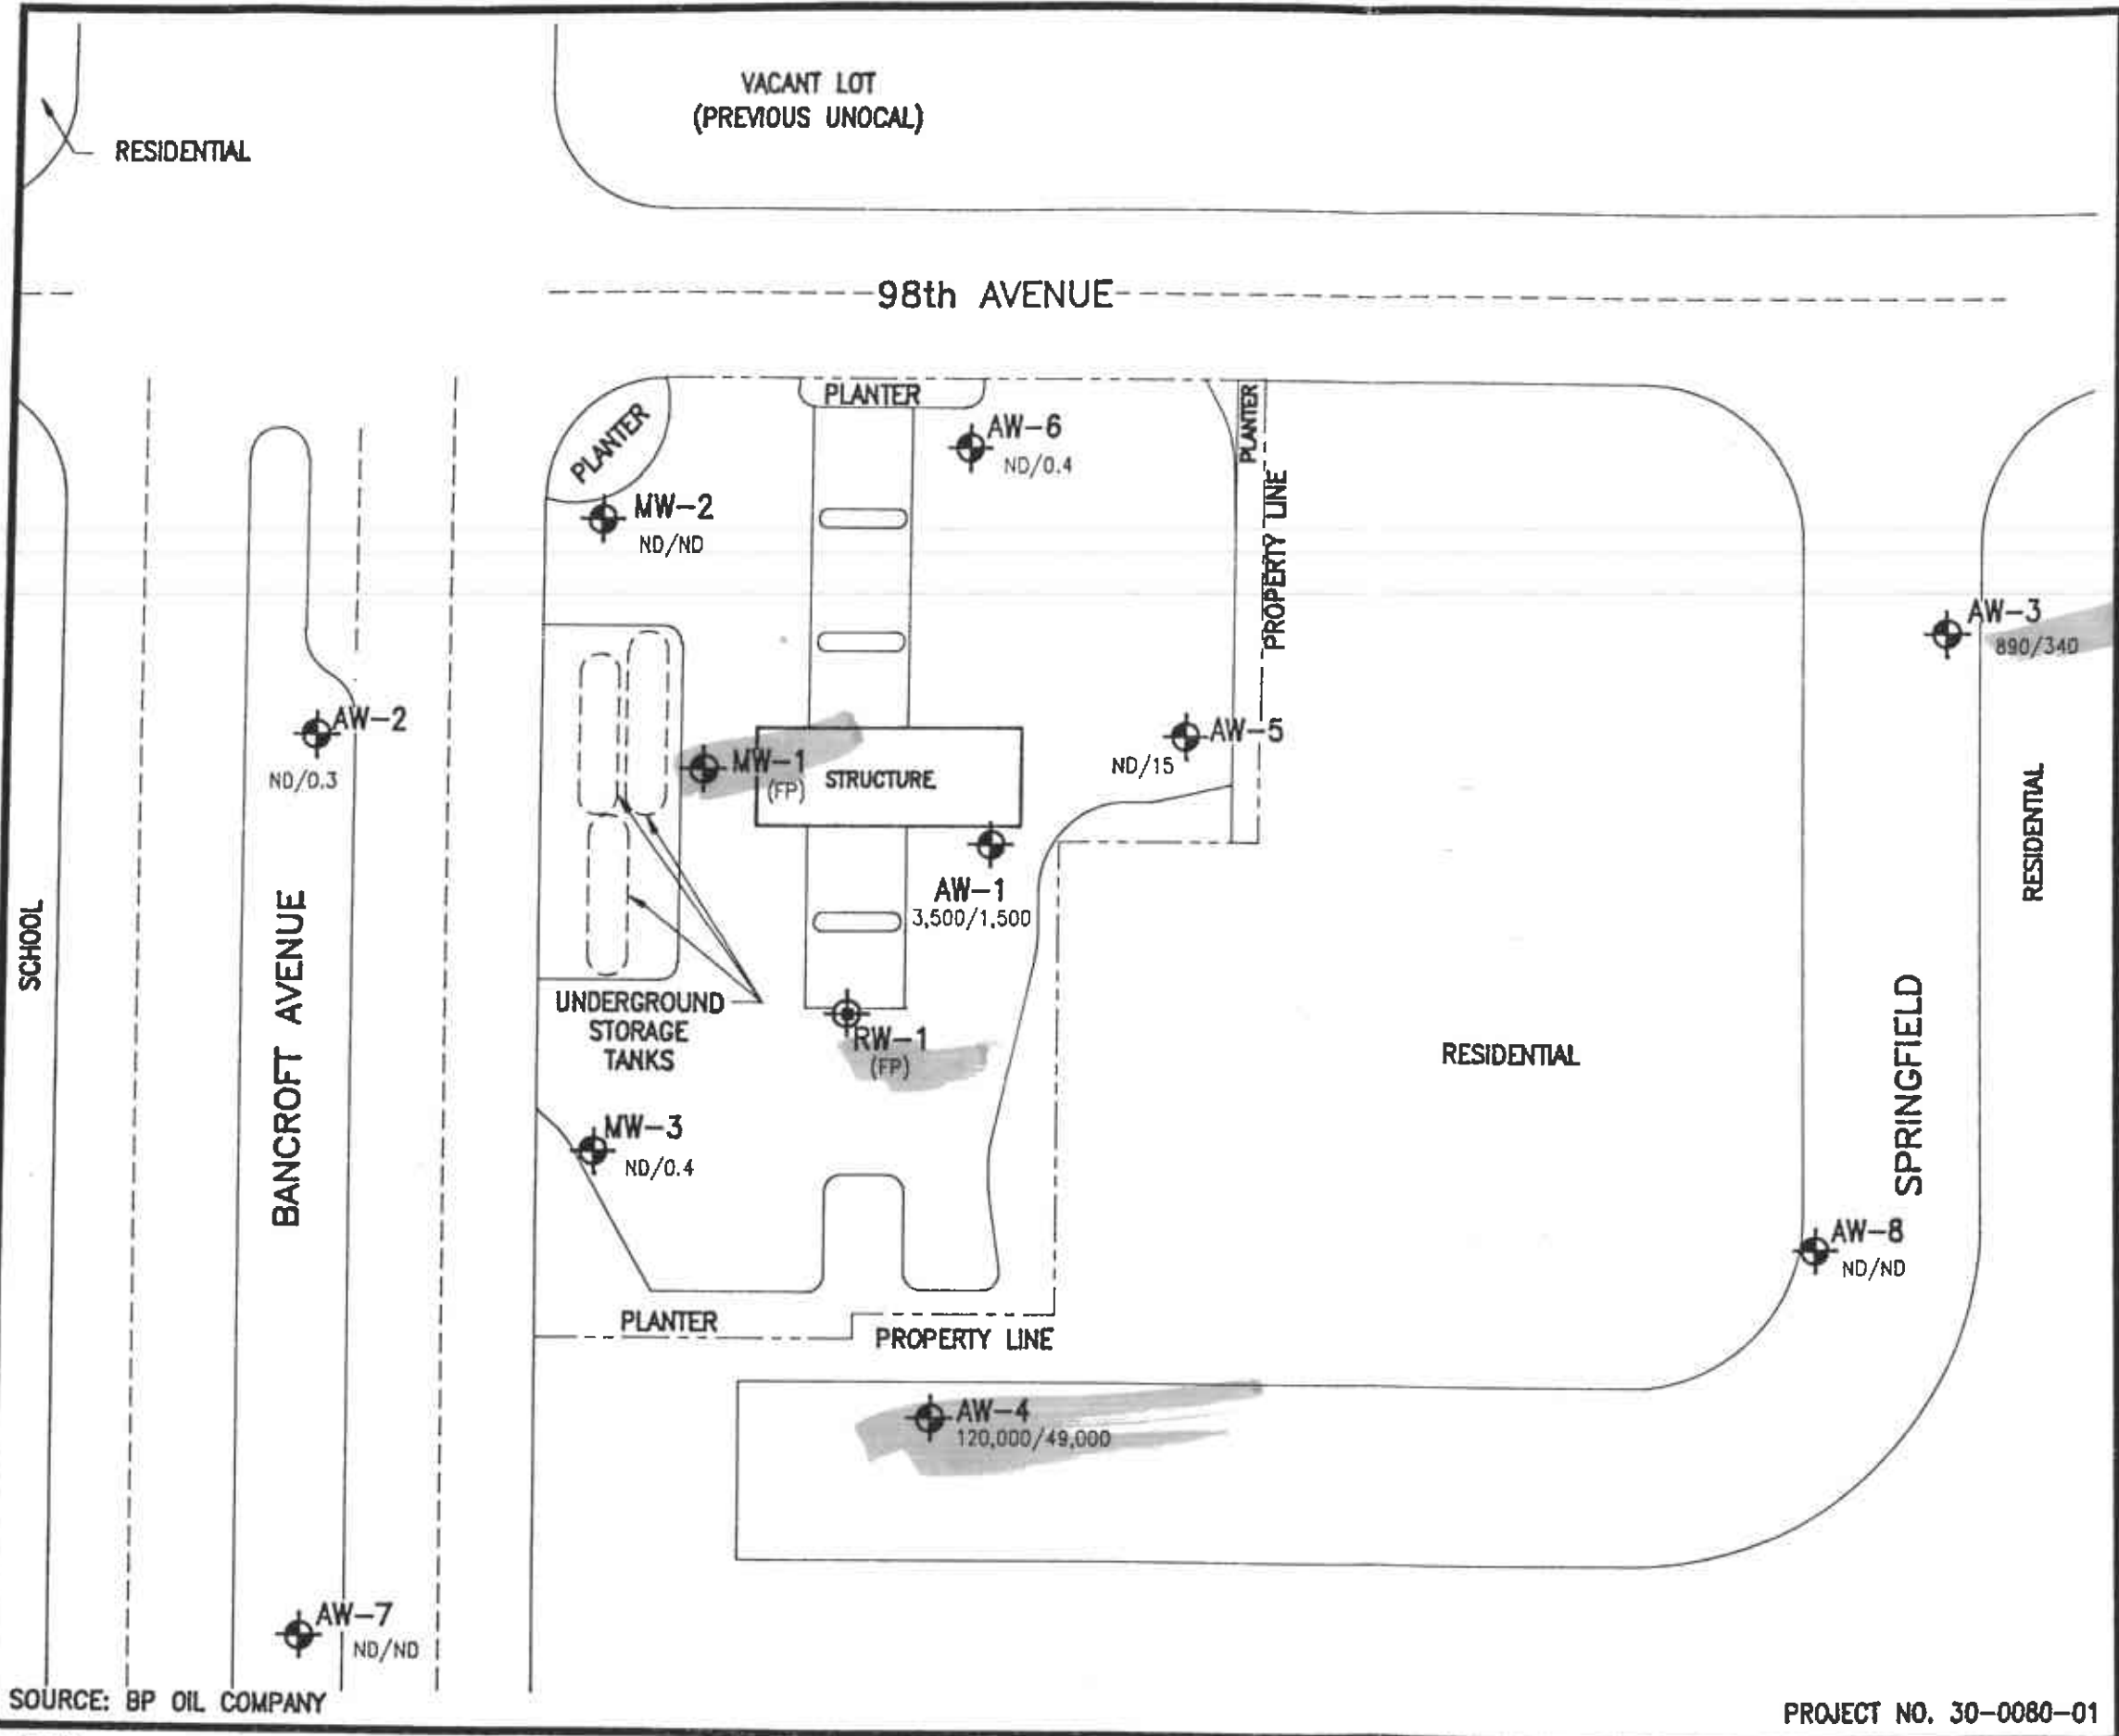 VACANT LOT
(PREVIOUS UNOCAL)
RESIDENTIAL
98th AVENUE
PLANTER
PLANTER
PLANTER
AW-6
ND/0.4
MW-2
ND/ND
PROPERTY LINE
AW-3
890/340
AW-2
ND/0.3
MW-1
(FP)
STRUCTURE
AW-5
ND/15
RESIDENTIAL
AW-1
3,500/1,500
SCHOOL
BANCROFT AVENUE
UNDERGROUND
STORAGE
TANKS
RW-1
(FP)
RESIDENTIAL
SPRINGFIELD
MW-3
ND/0.4
AW-8
ND/ND
PLANTER
PROPERTY LINE
AW-4
120,000/49,000
AW-7
ND/ND
SOURCE: BP OIL COMPANY
PROJECT NO. 30-0080-01